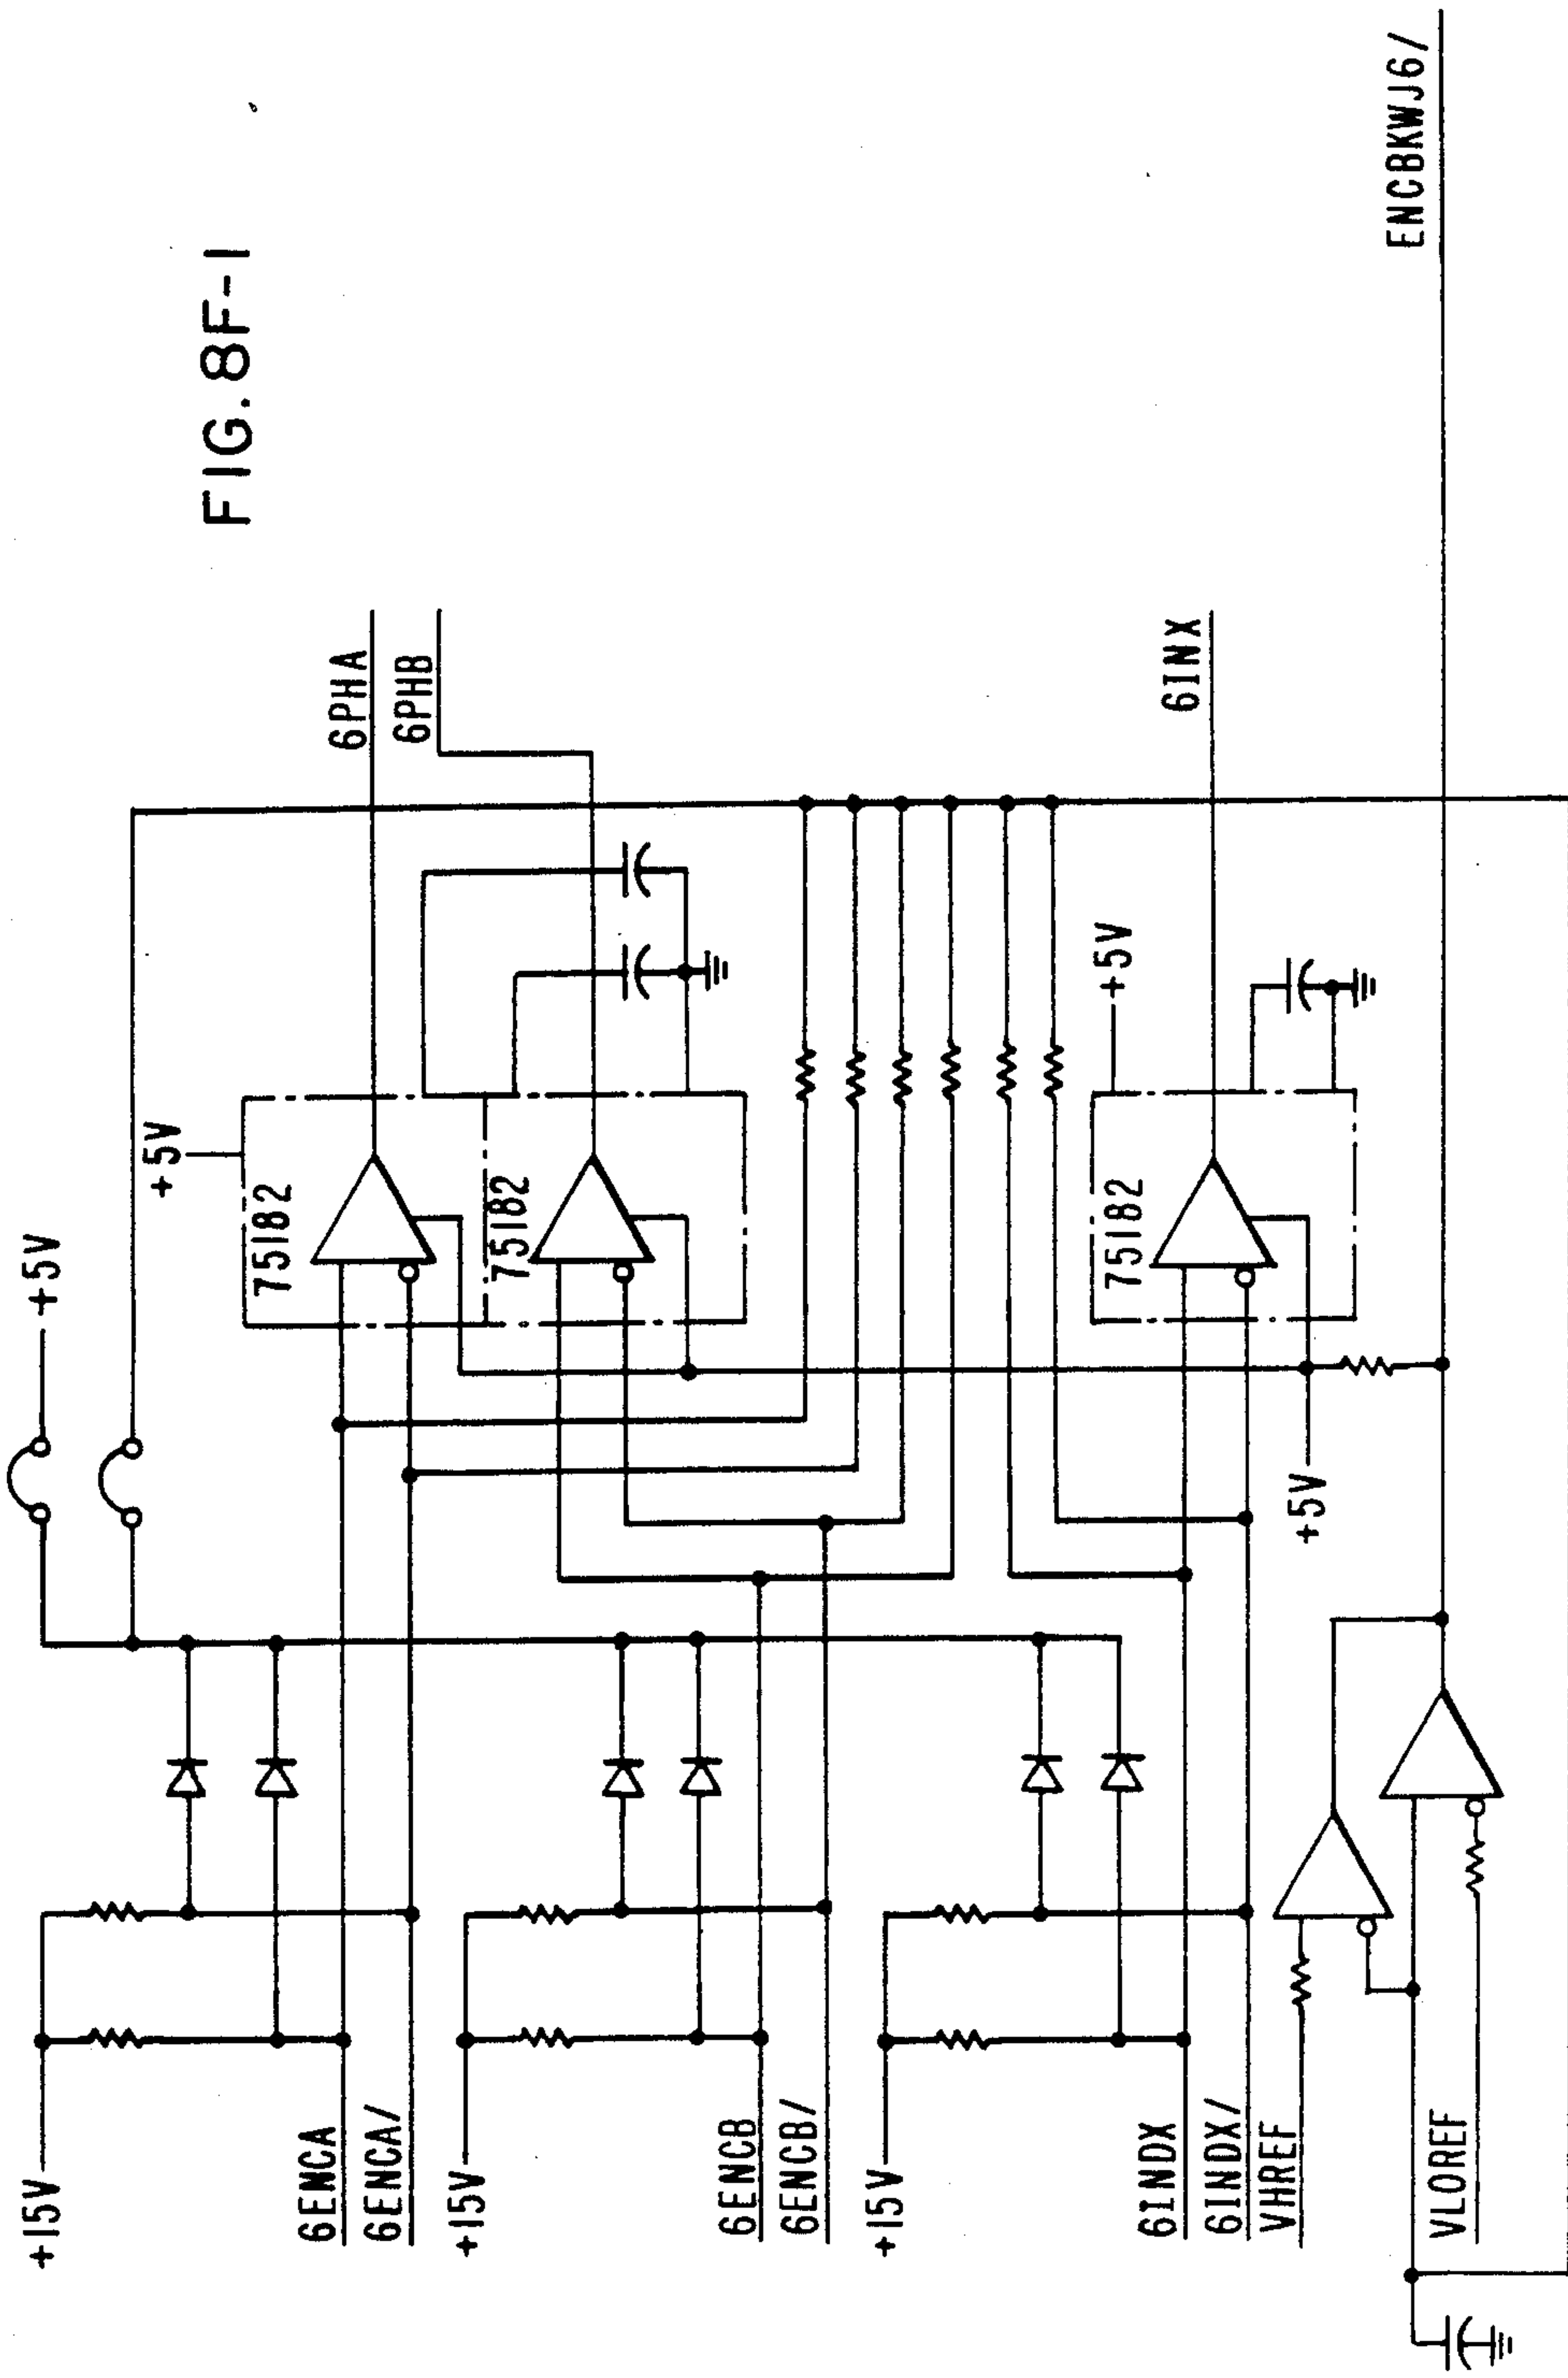 FIG. 8F-1
+5V
+15V
+5V
75182
6PHA
6ENCA
6ENCA/
6PHB
+15V
75182
6ENCB
6ENCB/
+15V
+5V
75182
6INX
6INDX
6INDX/
VHREF
+5V
ENCBKWJ6/
VLOREF